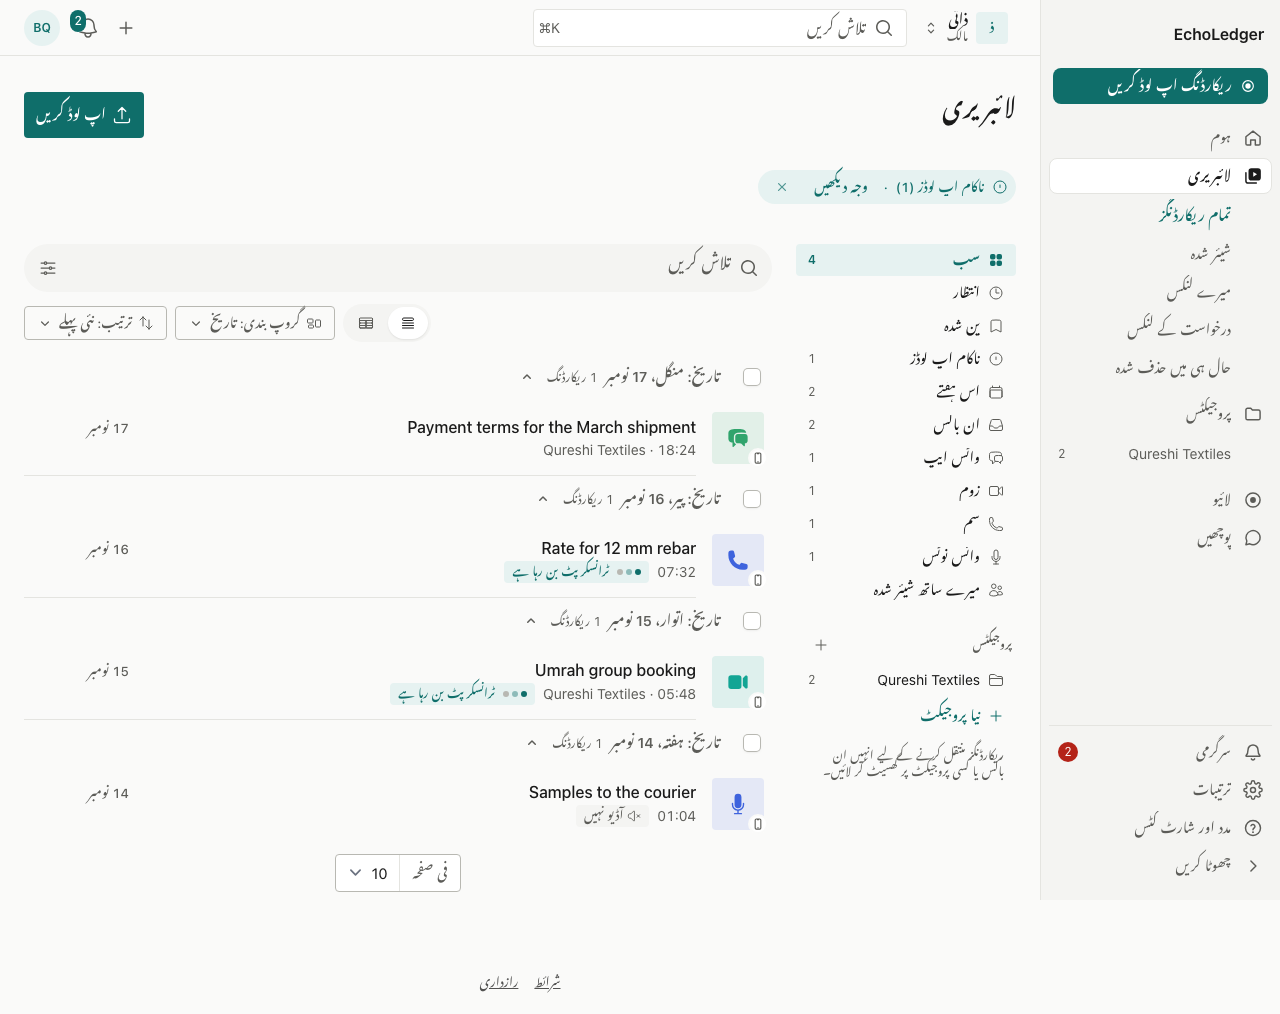 EchoLedger
ریکارڈنگ اپ لوڈ کریں
ہوم
لائبریری
تمام ریکارڈنگز
شیئر شدہ
میرے لنکس
درخواست کے لنکس
حال ہی میں حذف شدہ
پروجیکٹس
Qureshi Textiles 2
لائیو
پوچھیں
سرگرمی 2
ترتیبات
مدد اور شارٹ کٹس
چھوٹا کریں
ذ
ذاتی
مالک
تلاش کریں ⌘K
2
BQ
لائبریری
اپ لوڈ کریں
ناکام اپ لوڈز (1) · وجہ دیکھیں
سب 4
انتظار
پن شدہ
ناکام اپ لوڈز 1
اس ہفتے 2
ان باکس 2
واٹس ایپ 1
زوم 1
سم 1
وائس نوٹس 1
میرے ساتھ شیئر شدہ
پروجیکٹس
Qureshi Textiles 2
نیا پروجیکٹ
ریکارڈنگز منتقل کرنے کے لیے انہیں ان
باکس یا کسی پروجیکٹ پر گھسیٹ کر لائیں۔
تلاش کریں
گروپ بندی: تاریخ
ترتیب: نئی پہلے
تاریخ: منگل، 17 نومبر 1 ریکارڈنگ
Payment terms for the March shipment
Qureshi Textiles · 18:24
17 نومبر
تاریخ: پیر، 16 نومبر 1 ریکارڈنگ
Rate for 12 mm rebar
07:32 ٹرانسکرپٹ بن رہا ہے
16 نومبر
تاریخ: اتوار، 15 نومبر 1 ریکارڈنگ
Umrah group booking
Qureshi Textiles · 05:48 ٹرانسکرپٹ بن رہا ہے
15 نومبر
تاریخ: ہفتہ، 14 نومبر 1 ریکارڈنگ
Samples to the courier
01:04 آڈیو نہیں
14 نومبر
فی صفحہ 10
شرائط رازداری